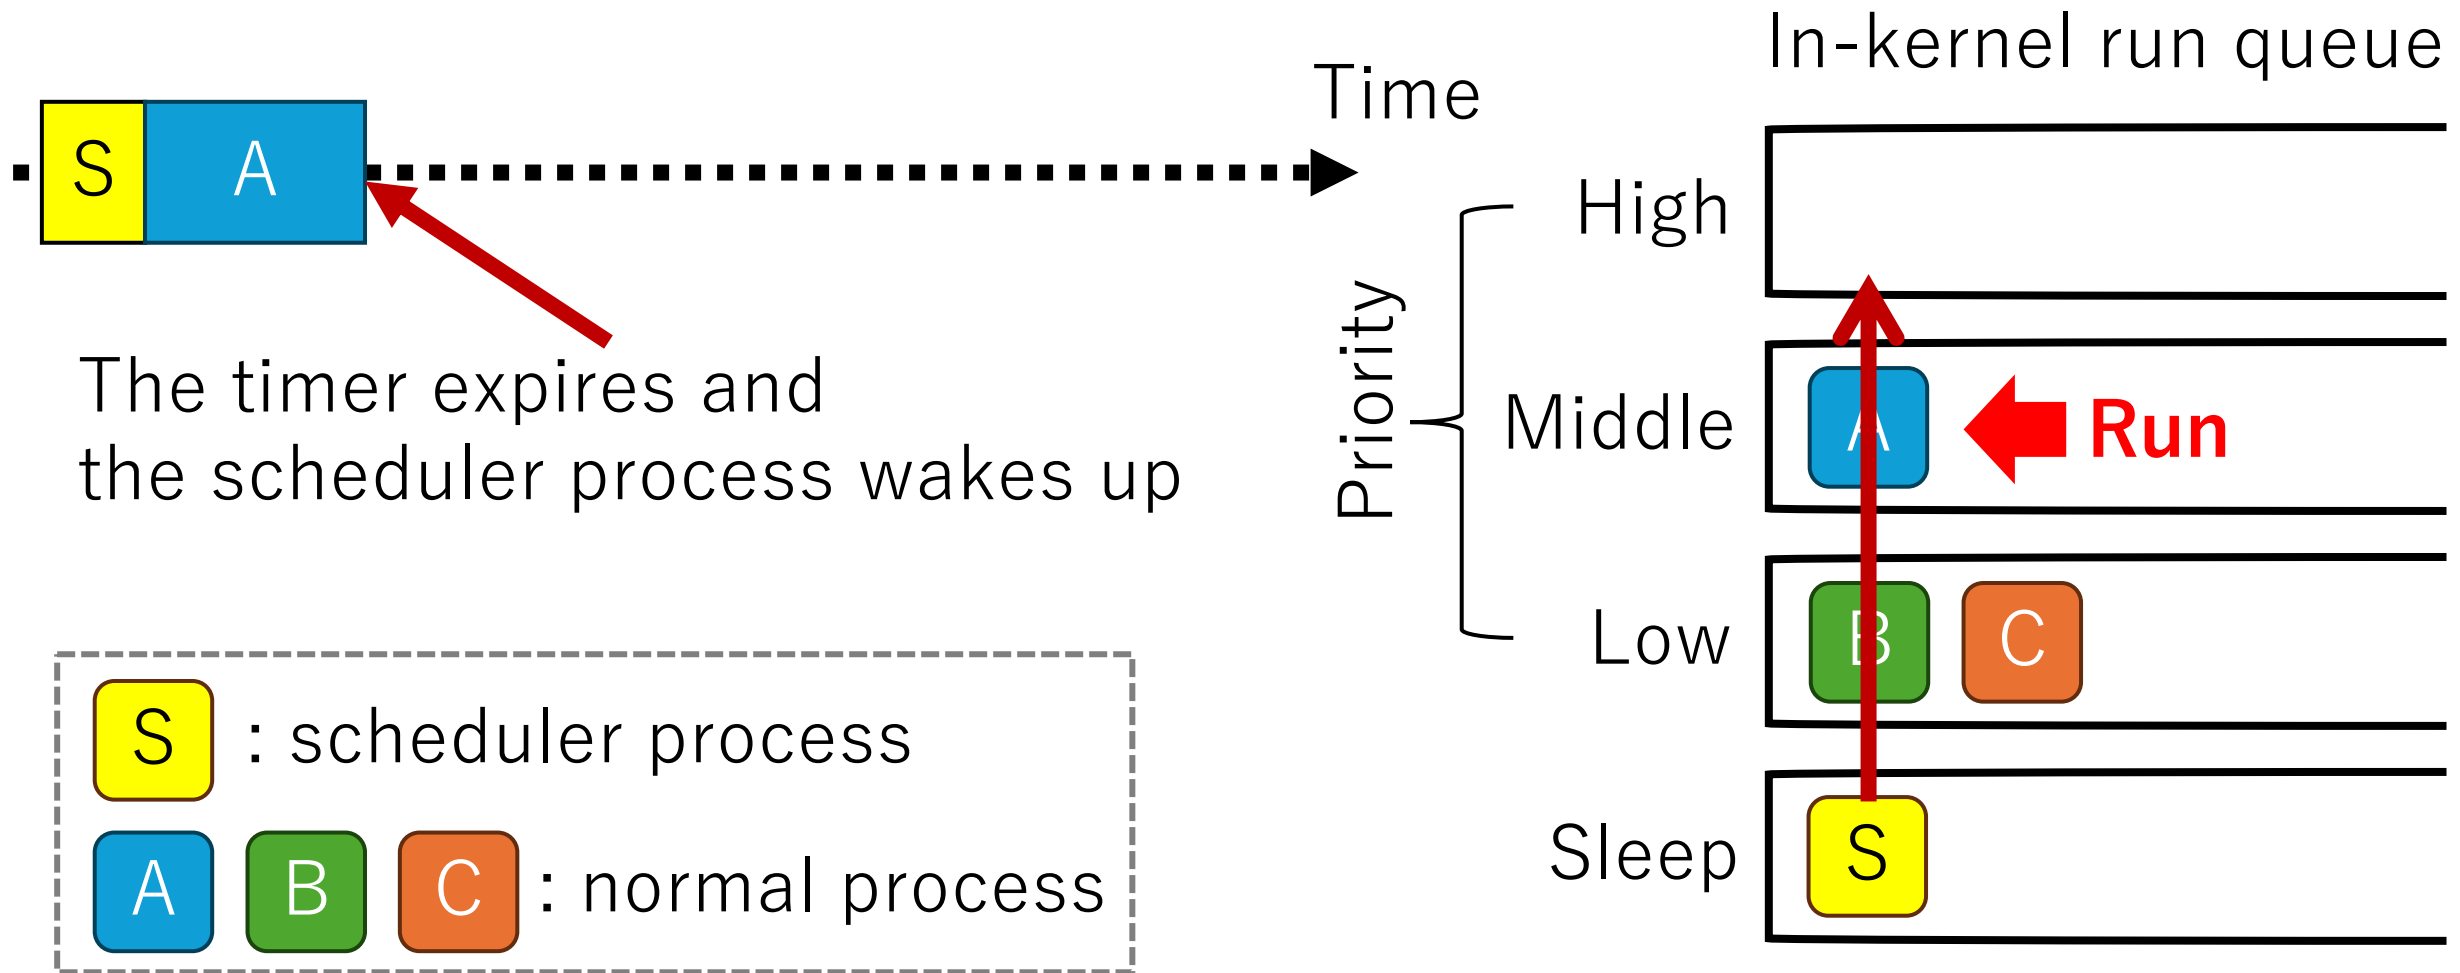 In-kernel run queue
Time
S A
High
The timer expires and
the scheduler process wakes up
Priority
Middle
A
Run
Low
B C
S : scheduler process
A B C : normal process
Sleep
S